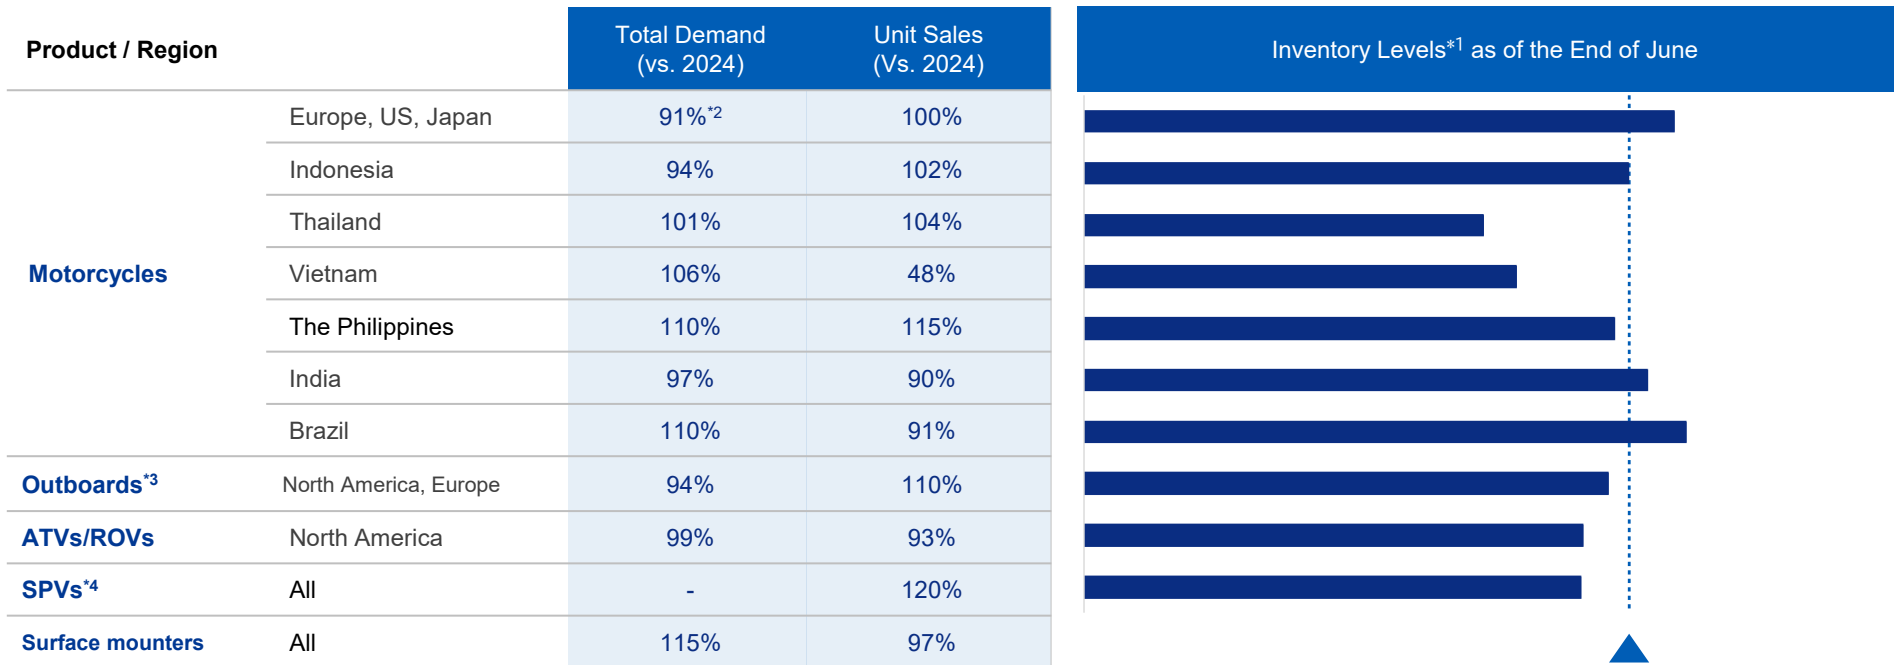 Product / Region
Total Demand
(vs. 2024)
Unit Sales
(Vs. 2024)
Inventory Levels*1 as of the End of June
Motorcycles
Europe, US, Japan 91%*2 100%
Indonesia 94% 102%
Thailand 101% 104%
Vietnam 106% 48%
The Philippines 110% 115%
India 97% 90%
Brazil 110% 91%
Outboards*3 North America, Europe 94% 110%
ATVs/ROVs North America 99% 93%
SPVs*4 All - 120%
Surface mounters All 115% 97%